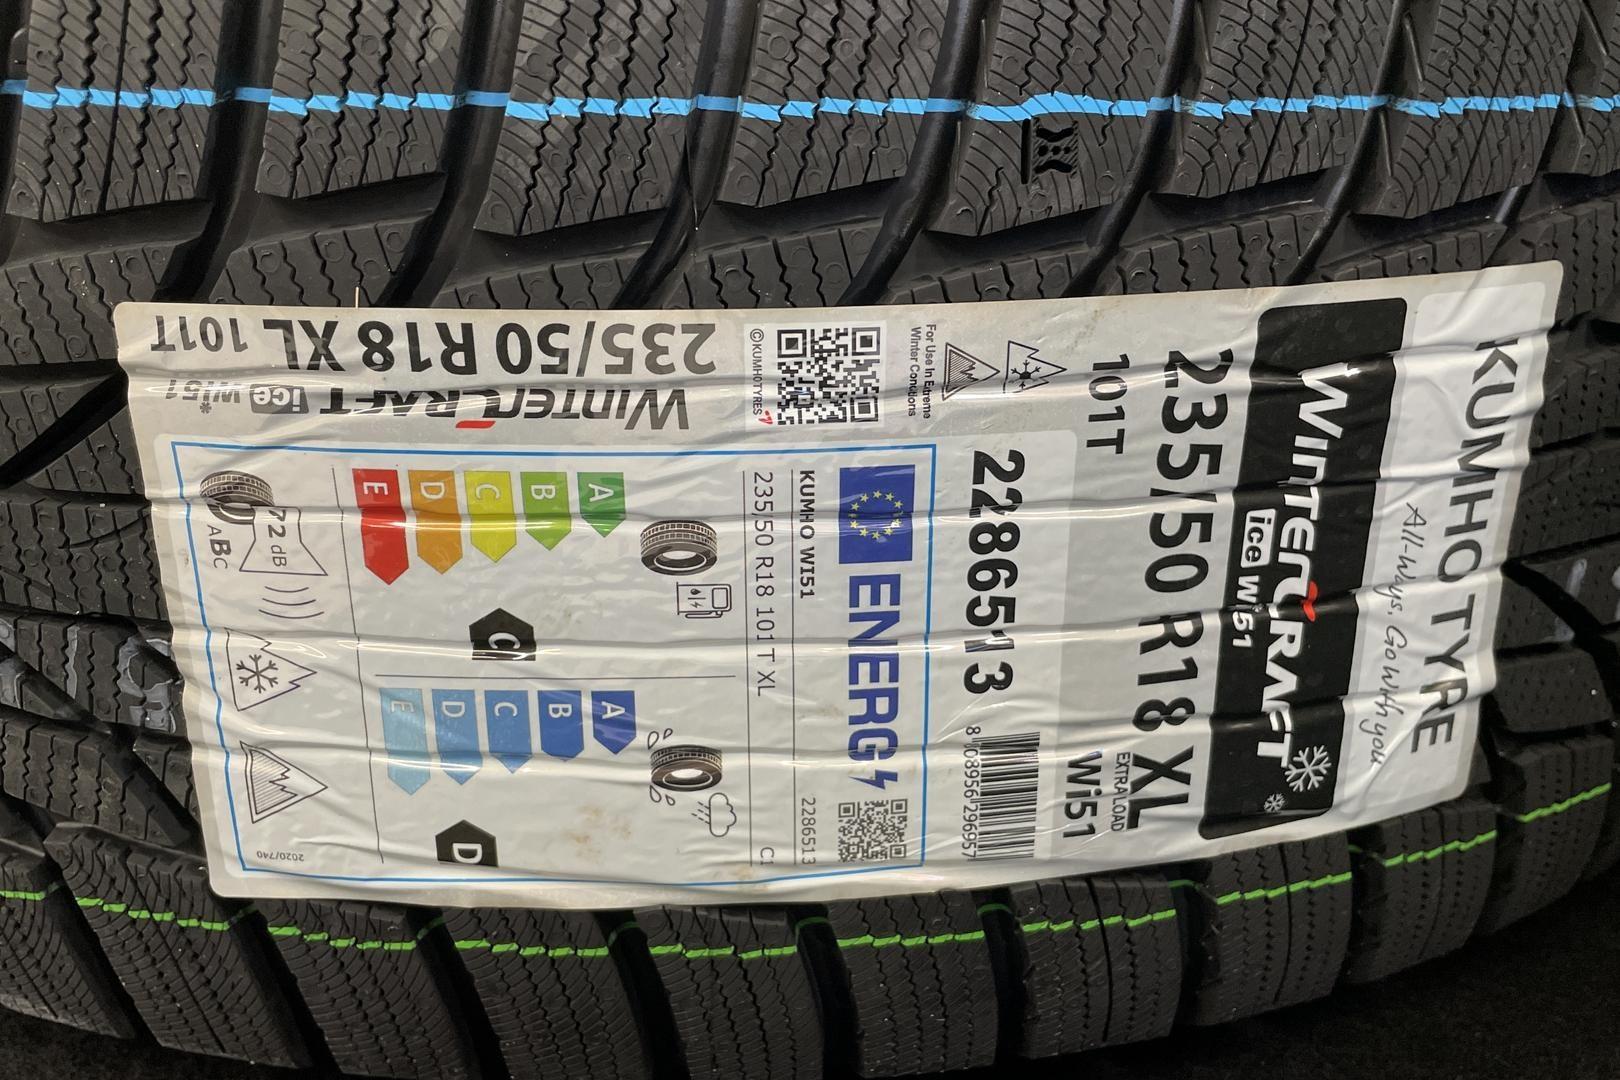 KUMHO TYRE
All-Ways, Go With you
WINTERCRAFT
ice Wi51
235/50 R18 XL
EXTRA LOAD
101T
Wi51
2286513
8 808956 296957
235/50 R18 XL 101T
WINTERCRAFT ice Wi51*
©KUMHOTYRES
For Use In Extreme
Winter Conditions
ENERG
KUMHO WI51
2286513
235/50 R18 101 T XL
C1
A
B
C
D
E
C
A
B
C
D
E
D
72 dB
ABC
2020/740